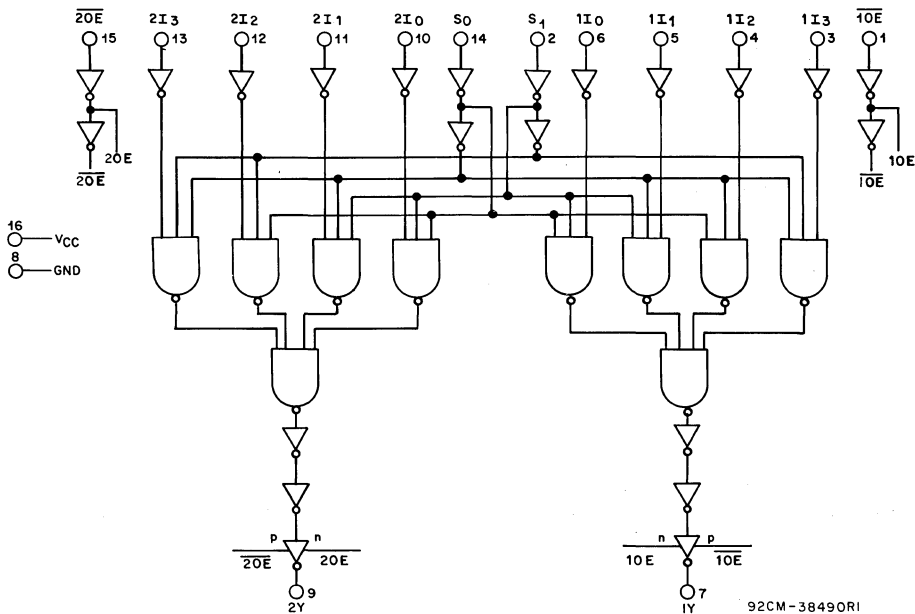 2OE 2I3 2I2 2I1 2I0 S0 S1 1I0 1I1 1I2 1I3 1OE
15 13 12 11 10 14 2 6 5 4 3 1
2OE 1OE
2OE 1OE
16
VCC
8
GND
p n n p
2OE 2OE 1OE 1OE
9 7
2Y 1Y
92CM-38490R1